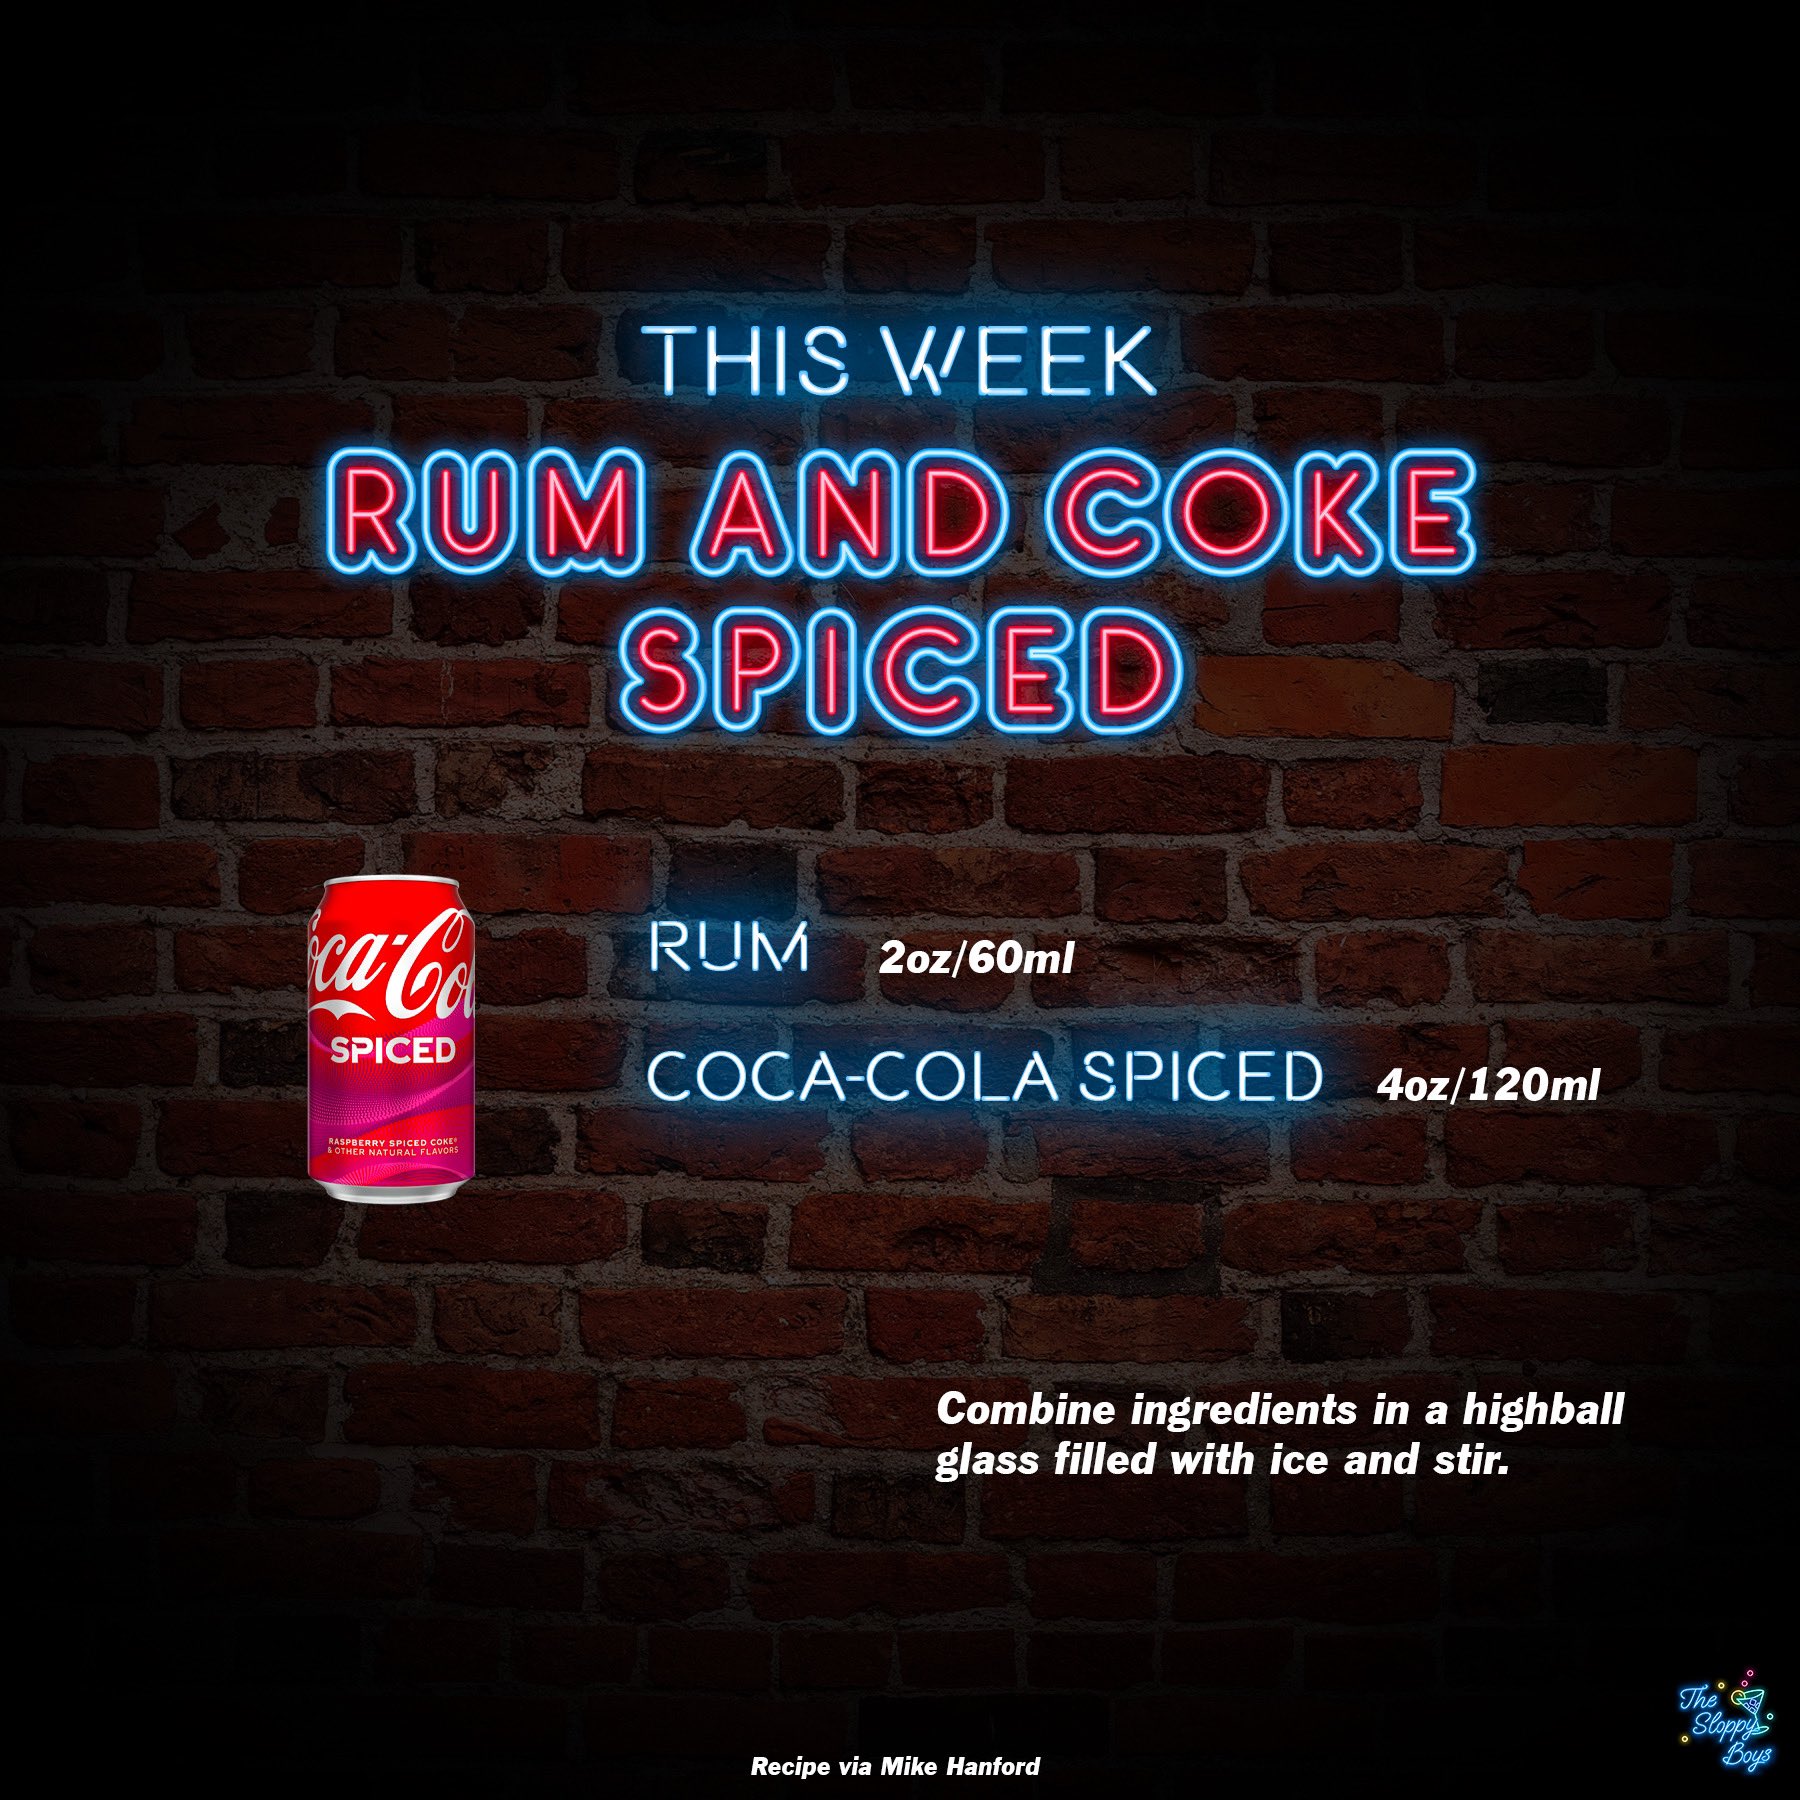 THIS WEEK
RUM AND COKE
SPICED
Coca-Col
SPICED
RASPBERRY SPICED COKE®
& OTHER NATURAL FLAVORS
RUM 2oz/60ml
COCA-COLA SPICED 4oz/120ml
Combine ingredients in a highball
glass filled with ice and stir.
The
Sloppy
Boys
Recipe via Mike Hanford